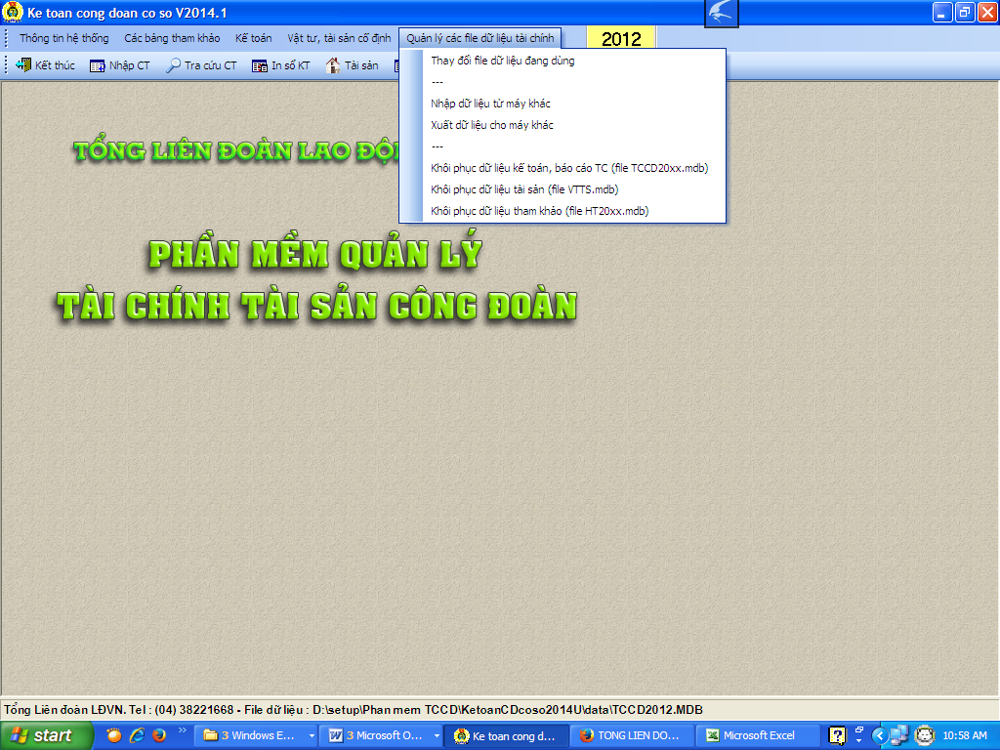 Ke toan cong doan co so V2014.1
Thông tin hệ thống Các bảng tham khảo Kế toán Vật tư, tài sản cố định Quản lý các file dữ liệu tài chính 2012
Kết thúc Nhập CT Tra cứu CT In sổ KT Tài sản
Thay đổi file dữ liệu đang dùng
---
Nhập dữ liệu từ máy khác
Xuất dữ liệu cho máy khác
---
Khôi phục dữ liệu kế toán, báo cáo TC (file TCCD20xx.mdb)
Khôi phục dữ liệu tài sản (file VTTS.mdb)
Khôi phục dữ liệu tham khảo (file HT20xx.mdb)
TỔNG LIÊN ĐOÀN LAO
PHẦN MỀM QUẢN LÝ
TÀI CHÍNH TÀI SẢN CÔNG ĐOÀN
Tổng Liên đoàn LĐVN. Tel : (04) 38221668 - File dữ liệu : D:\setup\Phan mem TCCD\KetoanCDcoso2014U\data\TCCD2012.MDB
start 3 Windows E... 3 Microsoft O... Ke toan cong d... TONG LIEN DO... Microsoft Excel 10:58 AM